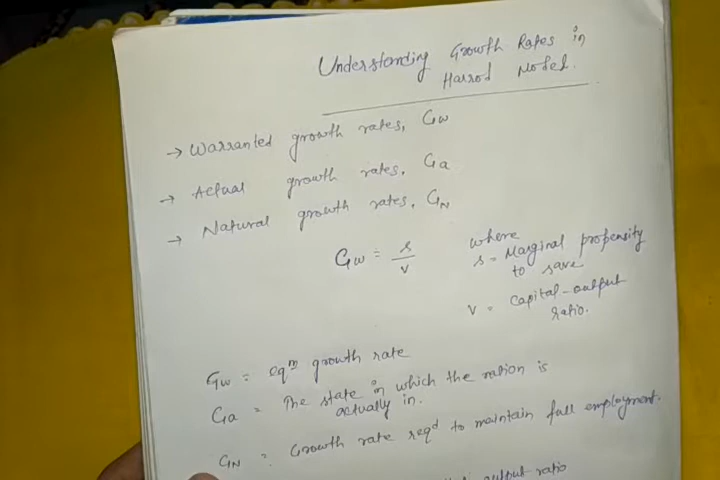 Understanding Growth Rates in
Harrod Model.
→ Warranted growth rates, Gw
→ Actual growth rates, Ga
→ Natural growth rates, GN
Gw = s/v where
s = Marginal propensity
to save
v = capital-output
ratio.
Gw = eqm growth rate
Ga = The state in which the nation is
actually in.
GN = Growth rate reqd to maintain full employment.
output ratio